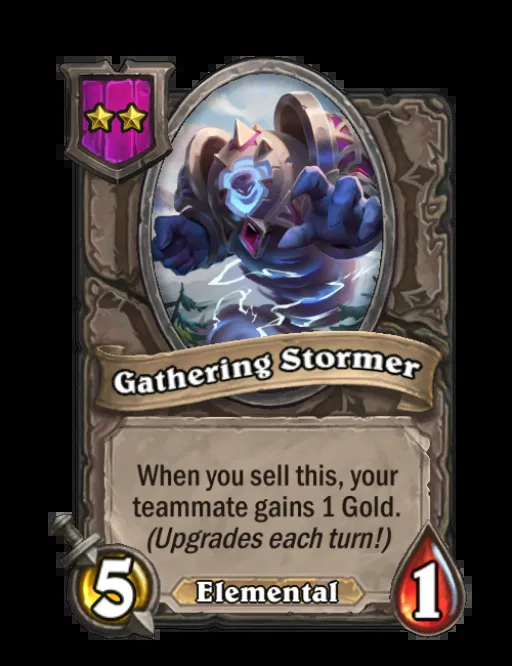 Gathering Stormer
When you sell this, your
teammate gains 1 Gold.
(Upgrades each turn!)
5
Elemental
1